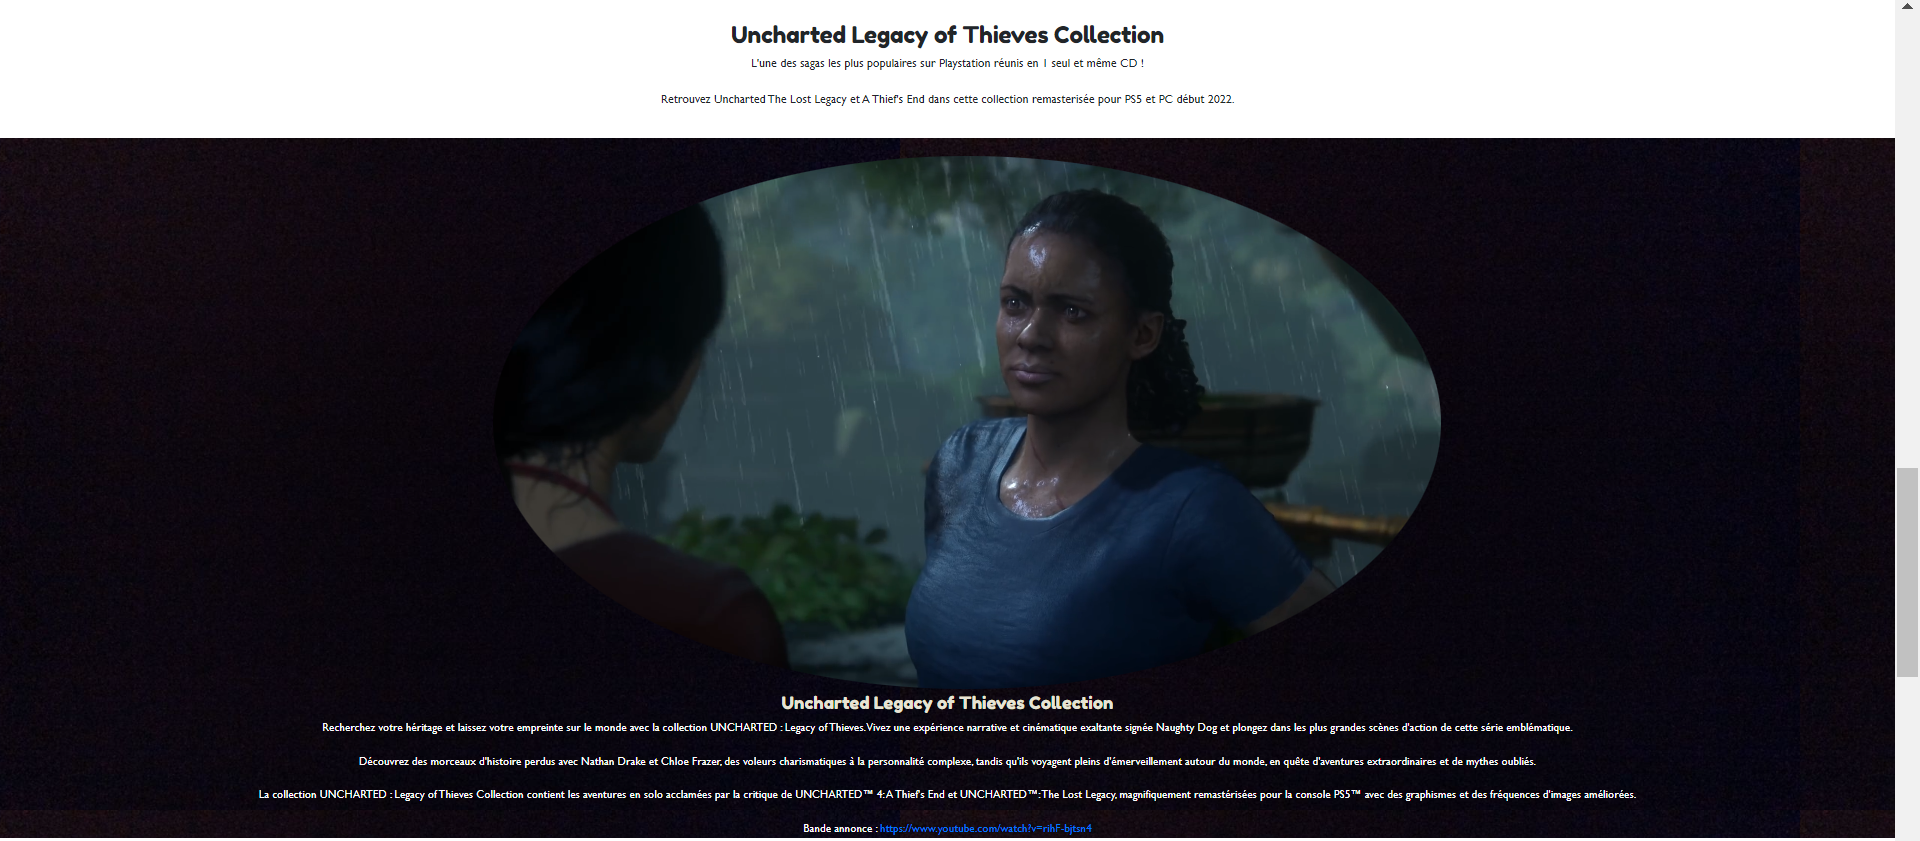 Uncharted Legacy of Thieves Collection
L'une des sagas les plus populaires sur Playstation réunis en 1 seul et même CD !
Retrouvez Uncharted The Lost Legacy et A Thief's End dans cette collection remasterisée pour PS5 et PC début 2022.
Uncharted Legacy of Thieves Collection
Recherchez votre héritage et laissez votre empreinte sur le monde avec la collection UNCHARTED : Legacy of Thieves. Vivez une expérience narrative et cinématique exaltante signée Naughty Dog et plongez dans les plus grandes scènes d'action de cette série emblématique.
Découvrez des morceaux d'histoire perdus avec Nathan Drake et Chloe Frazer, des voleurs charismatiques à la personnalité complexe, tandis qu'ils voyagent pleins d'émerveillement autour du monde, en quête d'aventures extraordinaires et de mythes oubliés.
La collection UNCHARTED : Legacy of Thieves Collection contient les aventures en solo acclamées par la critique de UNCHARTED™ 4: A Thief's End et UNCHARTED™: The Lost Legacy, magnifiquement remastérisées pour la console PS5™ avec des graphismes et des fréquences d'images améliorées.
Bande annonce : https://www.youtube.com/watch?v=rihF-bjtsn4